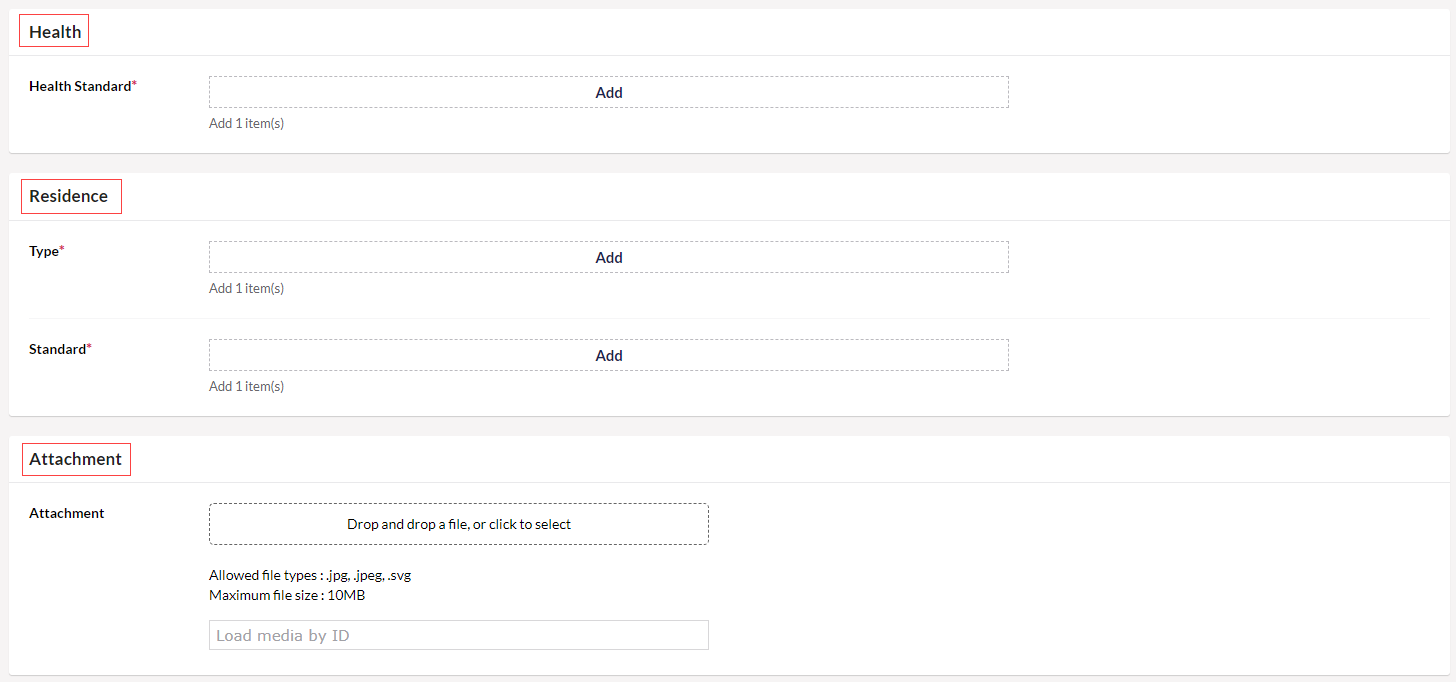 Health
Health Standard*
Add
Add 1 item(s)
Residence
Type*
Add
Add 1 item(s)
Standard*
Add
Add 1 item(s)
Attachment
Attachment
Drop and drop a file, or click to select
Allowed file types : .jpg, .jpeg, .svg
Maximum file size : 10MB
Load media by ID